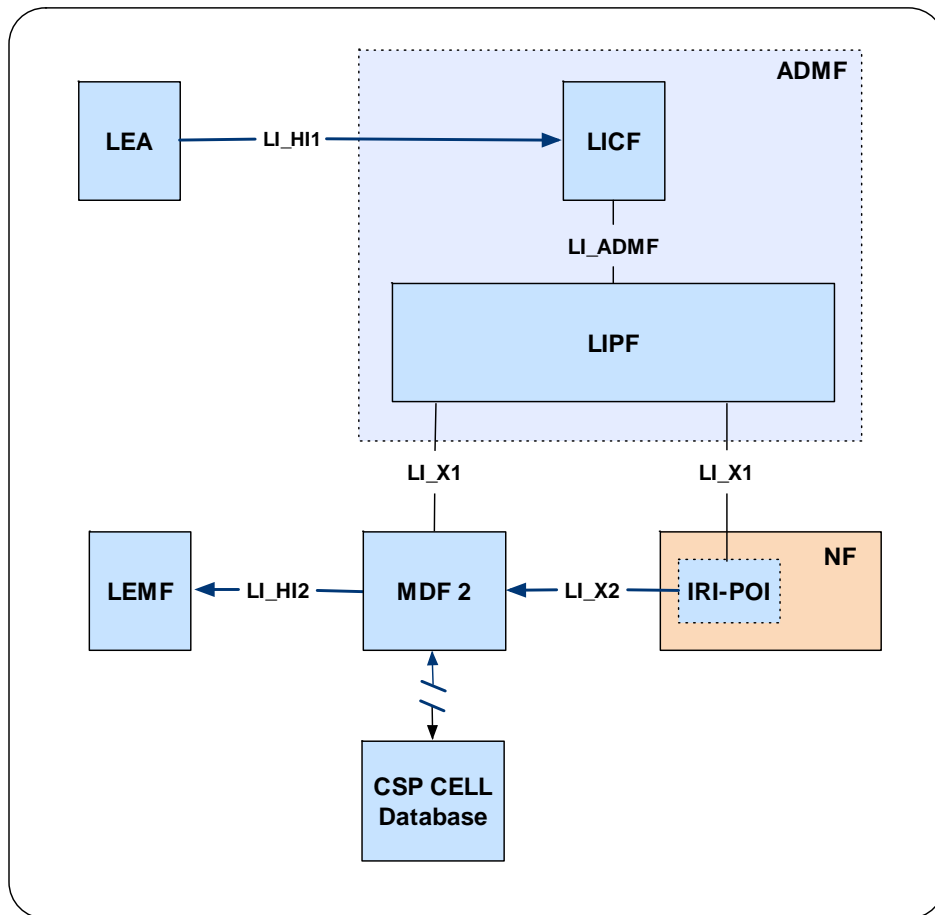 ADMF
LEA
LI_HI1
LICF
LI_ADMF
LIPF
LI_X1
LI_X1
NF
LEMF
LI_HI2
MDF 2
LI_X2
IRI-POI
CSP CELL
Database